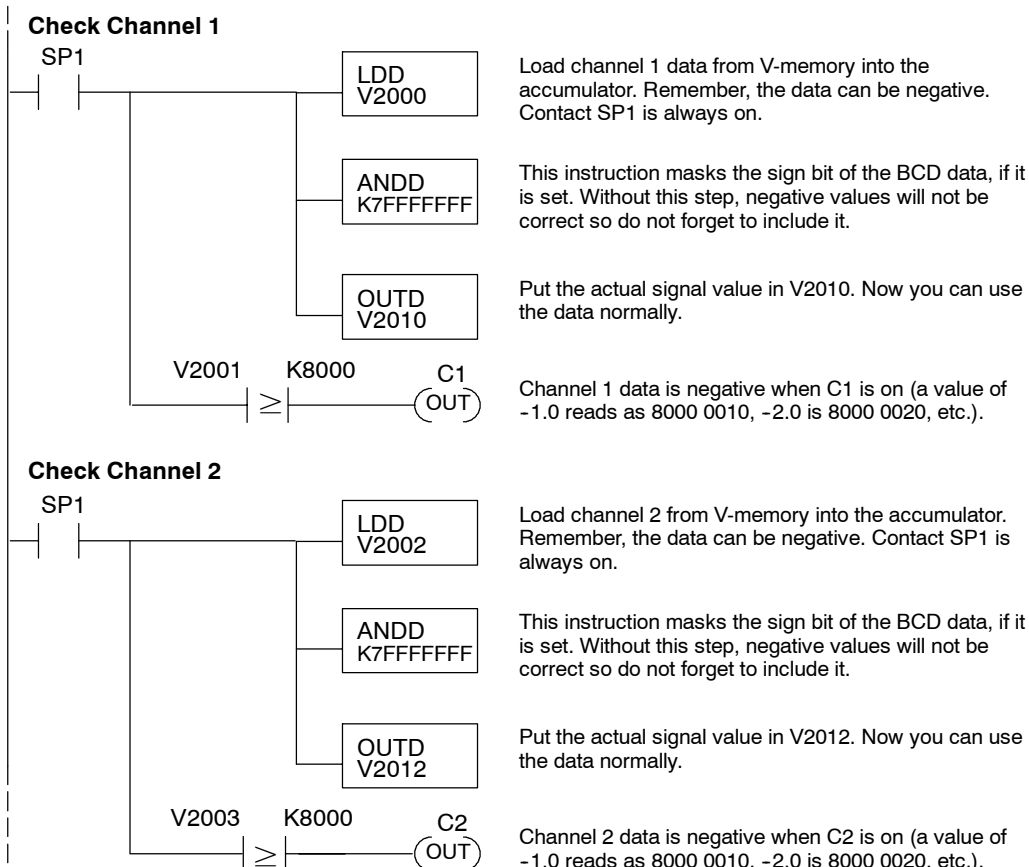 Check Channel 1
SP1
LDD
V2000
Load channel 1 data from V-memory into the
accumulator. Remember, the data can be negative.
Contact SP1 is always on.
ANDD
K7FFFFFFF
This instruction masks the sign bit of the BCD data, if it
is set. Without this step, negative values will not be
correct so do not forget to include it.
OUTD
V2010
Put the actual signal value in V2010. Now you can use
the data normally.
V2001 K8000 C1
≥ OUT
Channel 1 data is negative when C1 is on (a value of
-1.0 reads as 8000 0010, -2.0 is 8000 0020, etc.).
Check Channel 2
SP1
LDD
V2002
Load channel 2 from V-memory into the accumulator.
Remember, the data can be negative. Contact SP1 is
always on.
ANDD
K7FFFFFFF
This instruction masks the sign bit of the BCD data, if it
is set. Without this step, negative values will not be
correct so do not forget to include it.
OUTD
V2012
Put the actual signal value in V2012. Now you can use
the data normally.
V2003 K8000 C2
≥ OUT
Channel 2 data is negative when C2 is on (a value of
-1.0 reads as 8000 0010, -2.0 is 8000 0020, etc.).